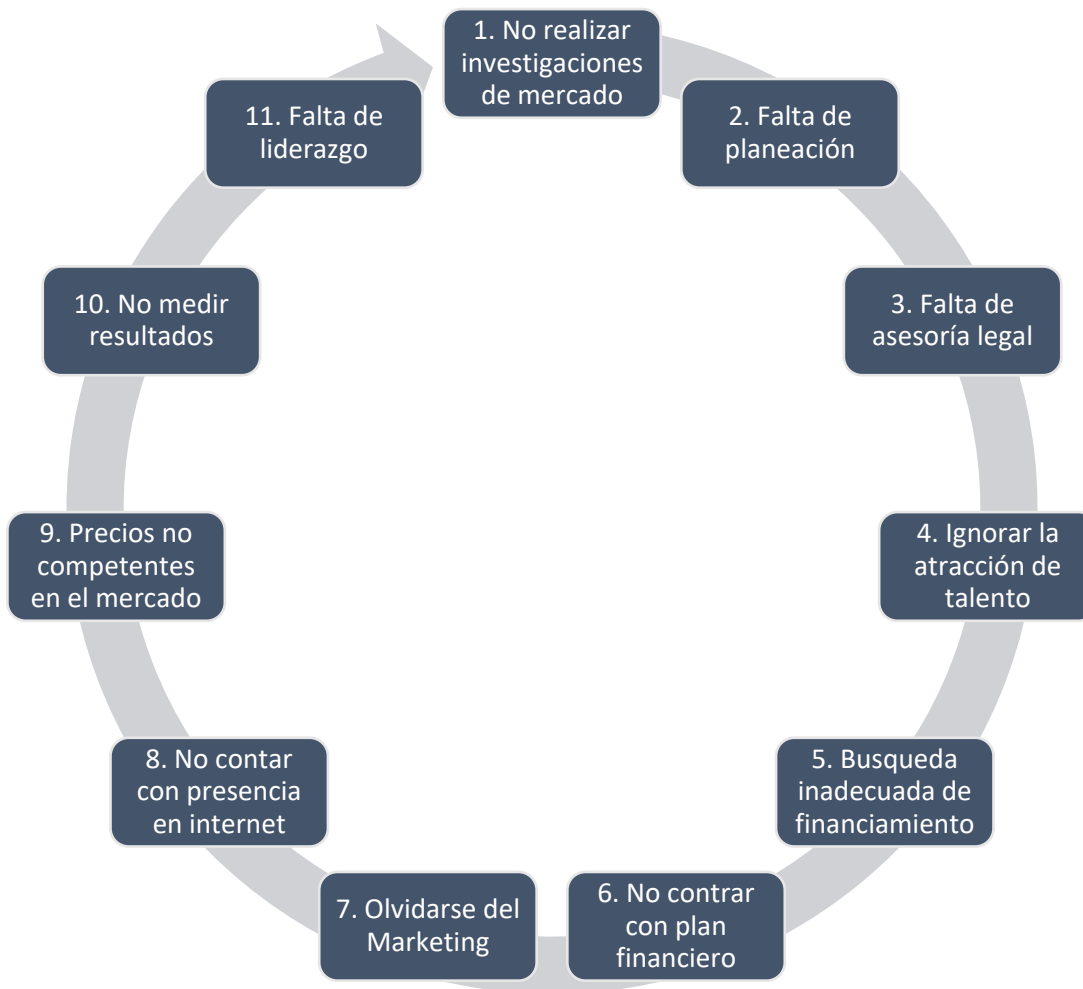 1. No realizar
investigaciones
de mercado
2. Falta de
planeación
3. Falta de
asesoría legal
4. Ignorar la
atracción de
talento
5. Busqueda
inadecuada de
financiamiento
6. No contrar
con plan
financiero
7. Olvidarse del
Marketing
8. No contar
con presencia
en internet
9. Precios no
competentes
en el mercado
10. No medir
resultados
11. Falta de
liderazgo